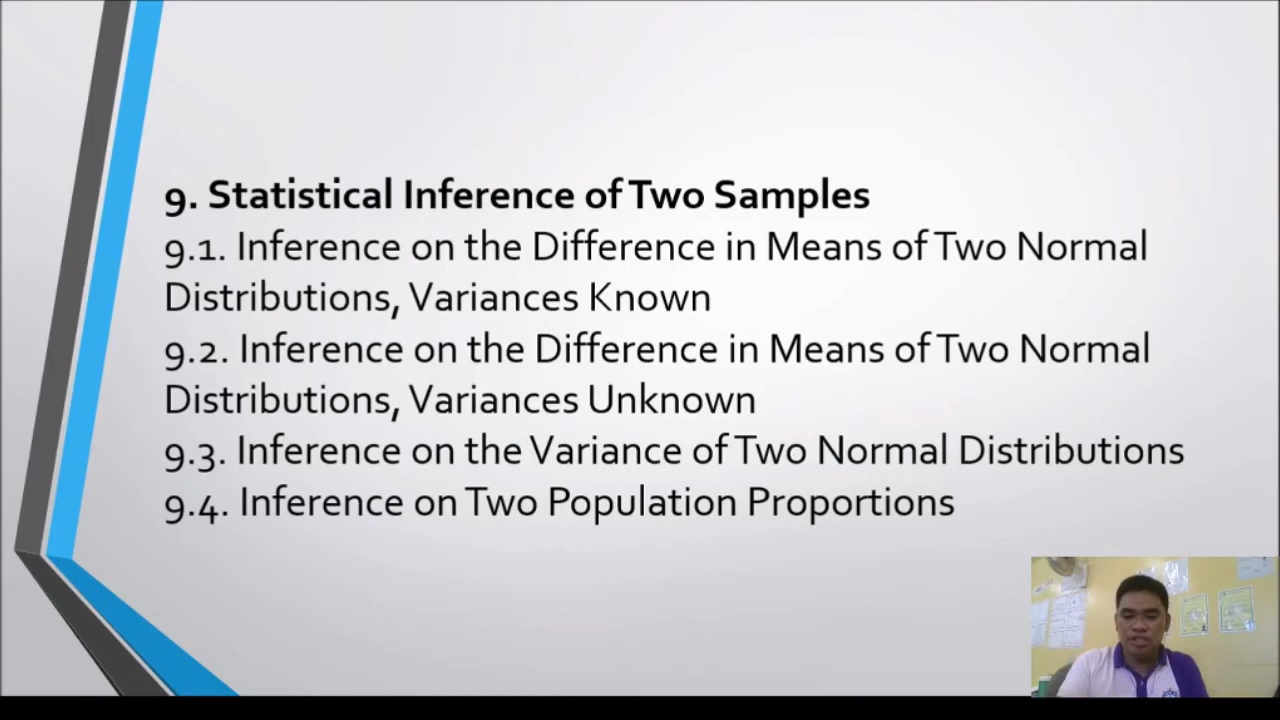 9. Statistical Inference of Two Samples
9.1. Inference on the Difference in Means of Two Normal
Distributions, Variances Known
9.2. Inference on the Difference in Means of Two Normal
Distributions, Variances Unknown
9.3. Inference on the Variance of Two Normal Distributions
9.4. Inference on Two Population Proportions